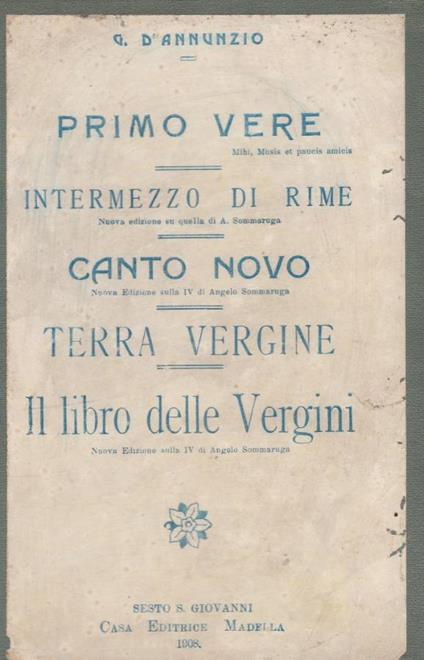 G. D'ANNUNZIO
PRIMO VERE
Mihi, Musis et paucis amicis
INTERMEZZO DI RIME
Nuova edizione su quella di A. Sommaruga
CANTO NOVO
Nuova Edizione sulla IV di Angelo Sommaruga
TERRA VERGINE
Il libro delle Vergini
Nuova Edizione sulla IV di Angelo Sommaruga
SESTO S. GIOVANNI
CASA EDITRICE MADELLA
1908.